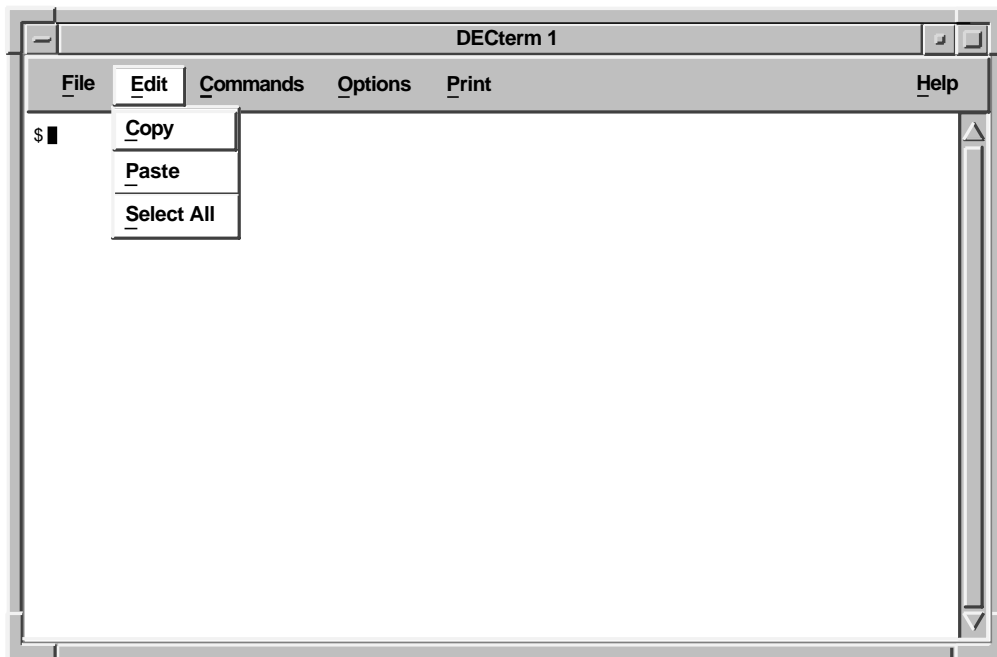 DECterm 1
File Edit Commands Options Print Help
$
Copy
Paste
Select All